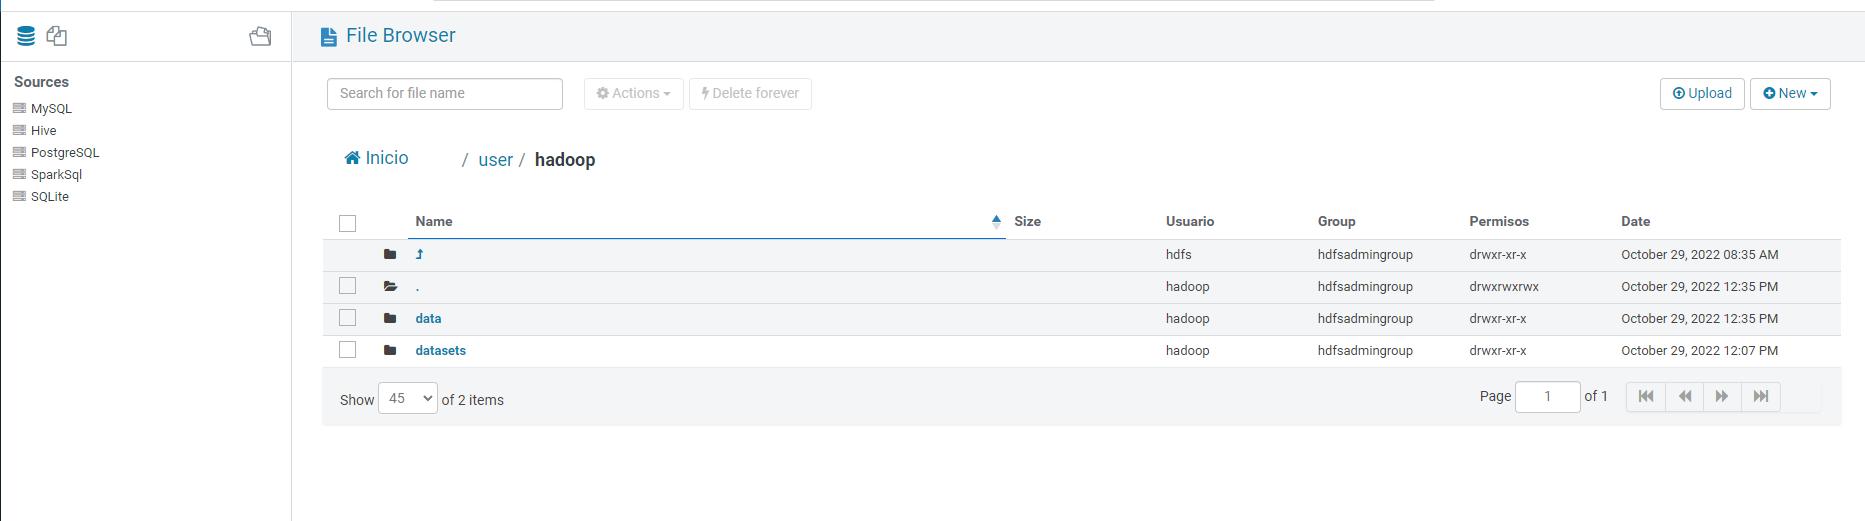 File Browser
Sources
MySQL
Hive
PostgreSQL
SparkSql
SQLite
Search for file name
Actions
Delete forever
Upload
New
Inicio / user / hadoop
Name Size Usuario Group Permisos Date
hdfs hdfsadmingroup drwxr-xr-x October 29, 2022 08:35 AM
. hadoop hdfsadmingroup drwxrwxrwx October 29, 2022 12:35 PM
data hadoop hdfsadmingroup drwxr-xr-x October 29, 2022 12:35 PM
datasets hadoop hdfsadmingroup drwxr-xr-x October 29, 2022 12:07 PM
Show 45 of 2 items
Page 1 of 1